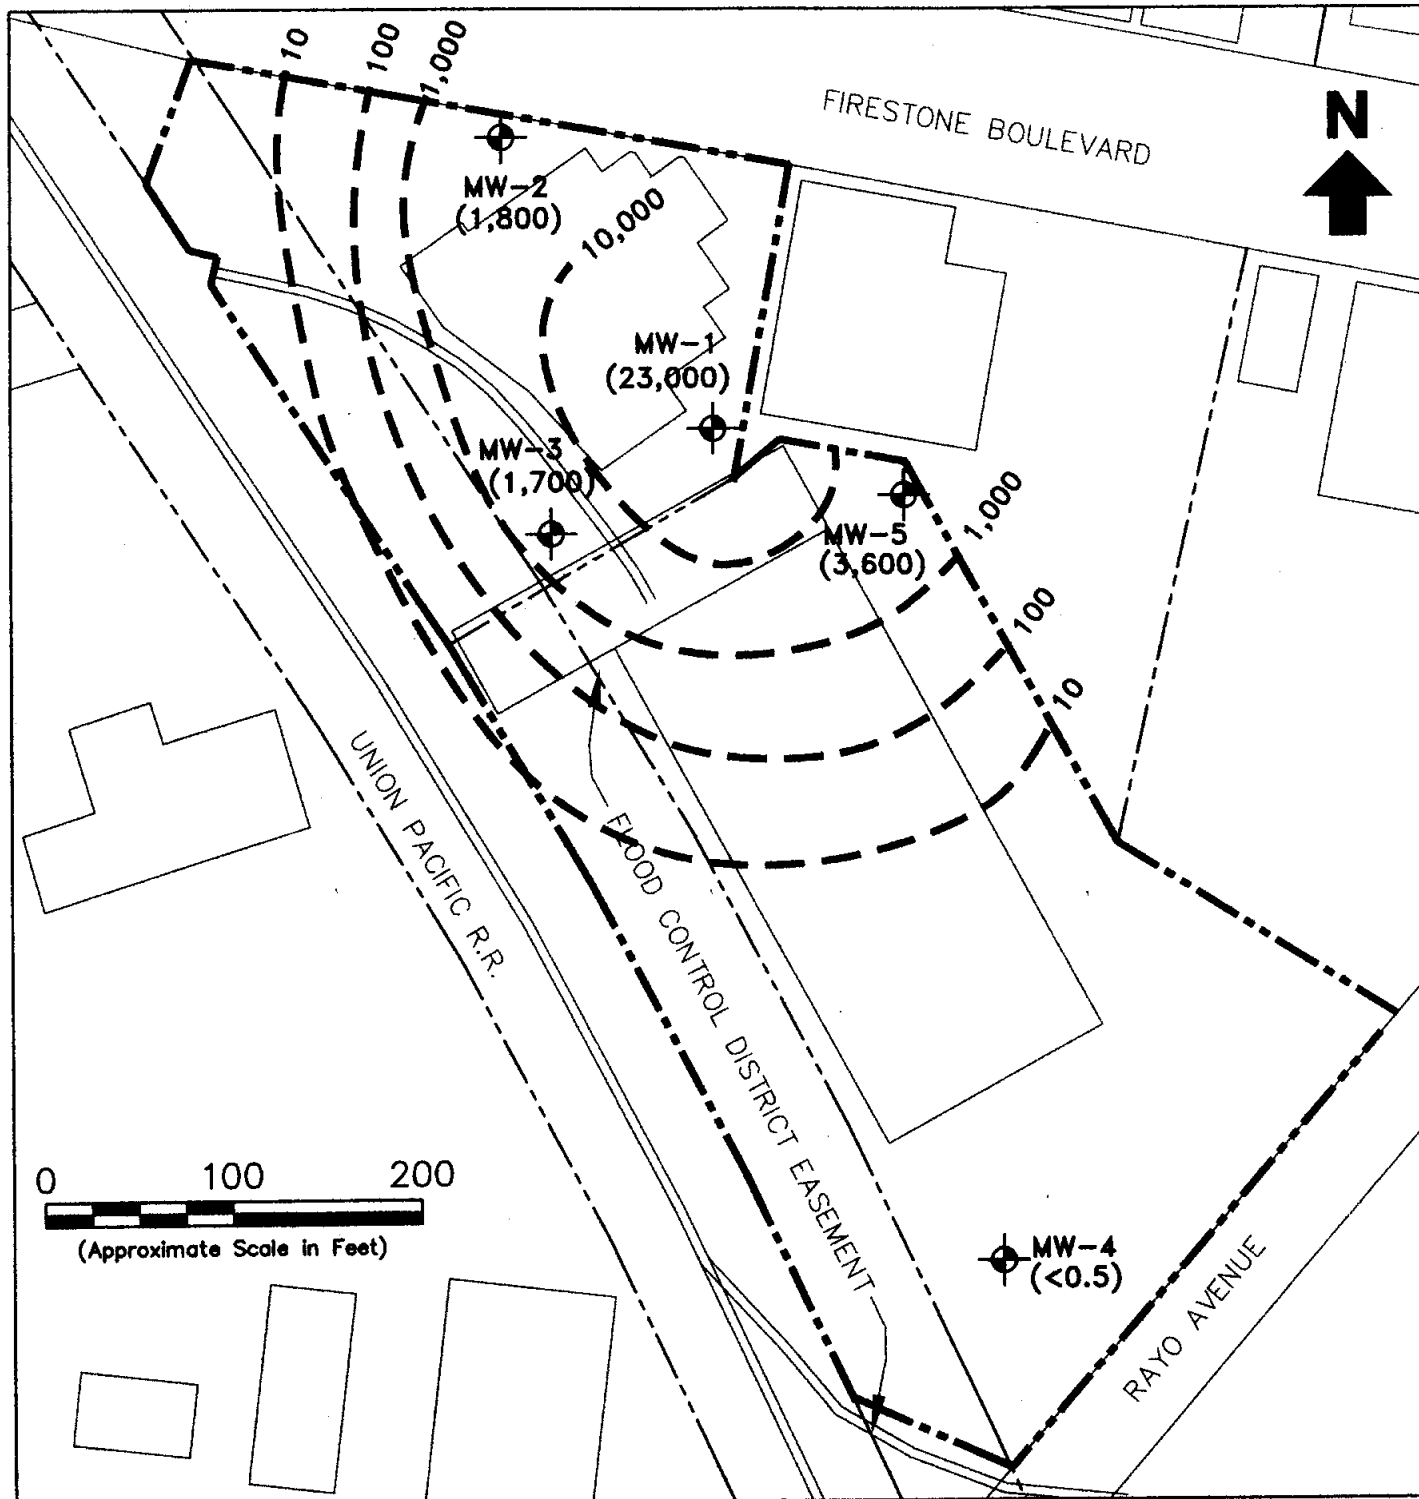 10
100
1,000
FIRESTONE BOULEVARD
N
MW-2
(1,800)
10,000
MW-1
(23,000)
MW-3
(1,700)
MW-5
(3,600)
1,000
100
10
UNION PACIFIC R.R.
FLOOD CONTROL DISTRICT EASEMENT
0 100 200
(Approximate Scale in Feet)
MW-4
(<0.5)
RAYO AVENUE